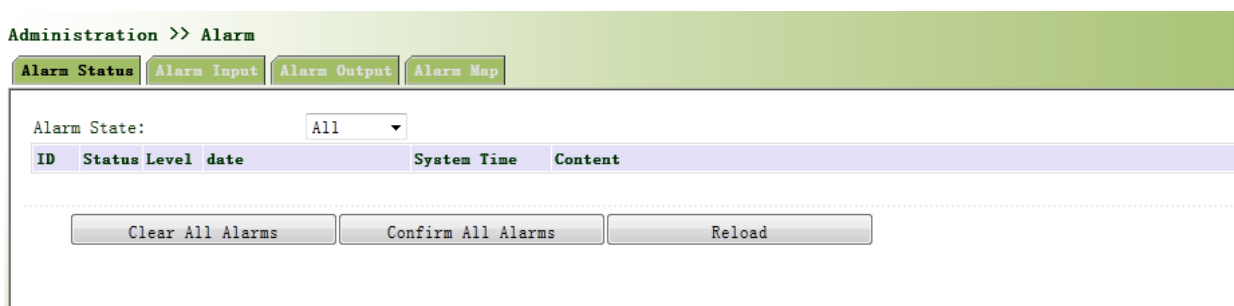 Administration >> Alarm
Alarm Status Alarm Input Alarm Output Alarm Map
Alarm State: All
ID Status Level date System Time Content
Clear All Alarms Confirm All Alarms Reload